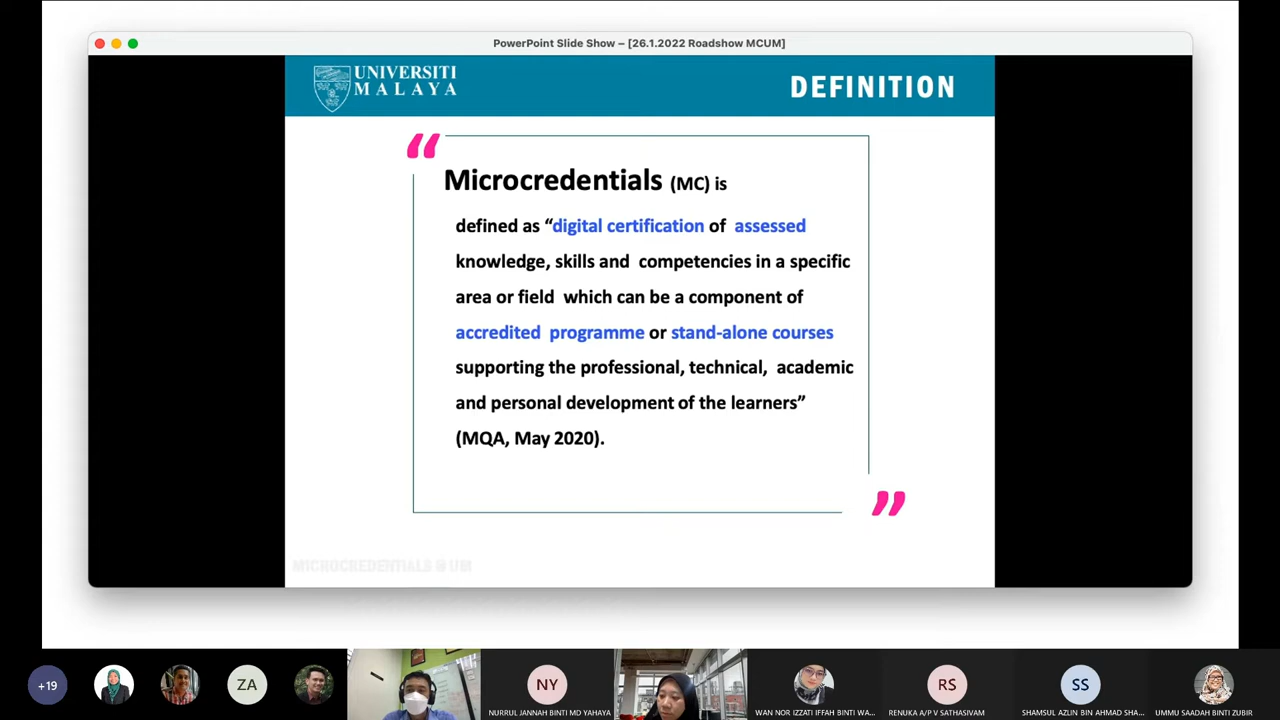 PowerPoint Slide Show – [26.1.2022 Roadshow MCUM]
UNIVERSITI
MALAYA
DEFINITION
“
Microcredentials (MC) is
defined as “digital certification of assessed
knowledge, skills and competencies in a specific
area or field which can be a component of
accredited programme or stand-alone courses
supporting the professional, technical, academic
and personal development of the learners”
(MQA, May 2020).
”
MICROCREDENTIALS @ UM
+19
ZA
NY
RS
SS
NURRUL JANNAH BINTI MD YAHAYA
WAN NOR IZZATI IFFAH BINTI WA...
RENUKA A/P V SATHASIVAM
SHAMSUL AZLIN BIN AHMAD SHA...
UMMU SAADAH BINTI ZUBIR